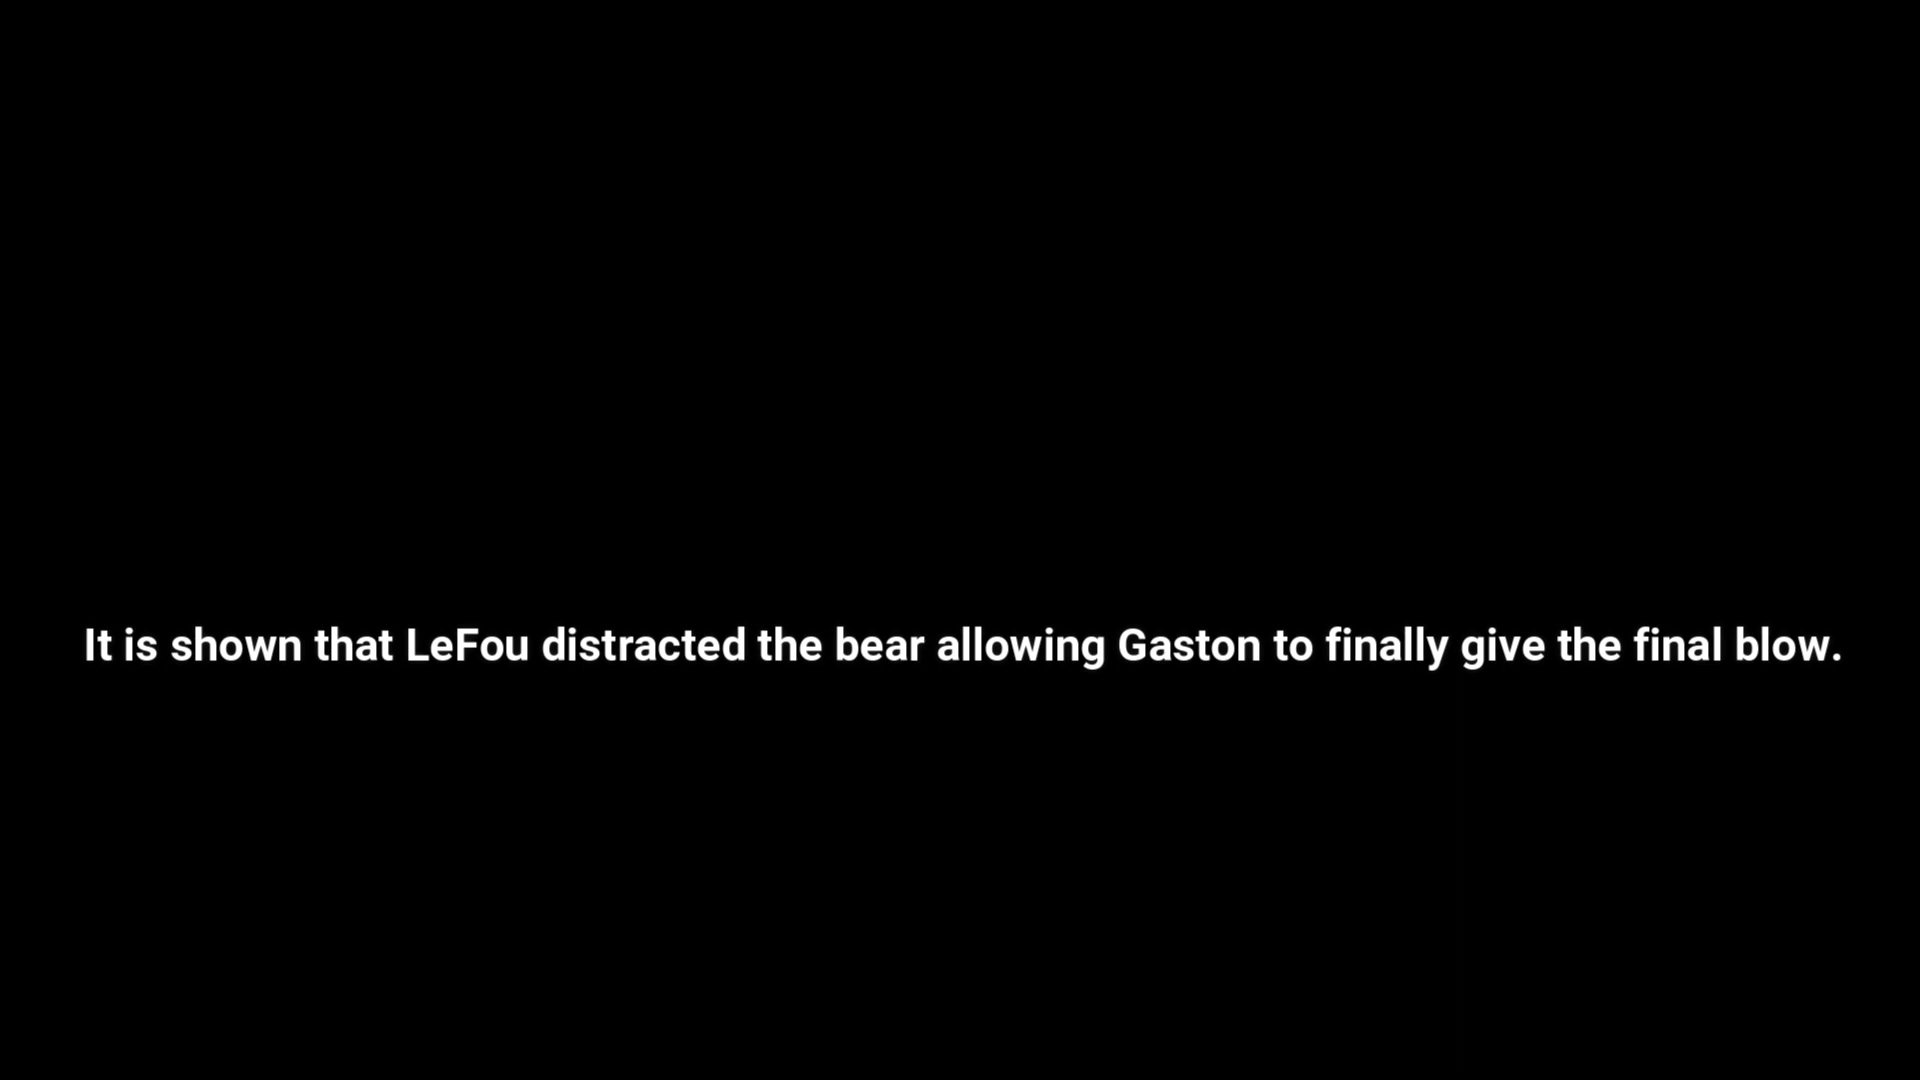 It is shown that LeFou distracted the bear allowing Gaston to finally give the final blow.